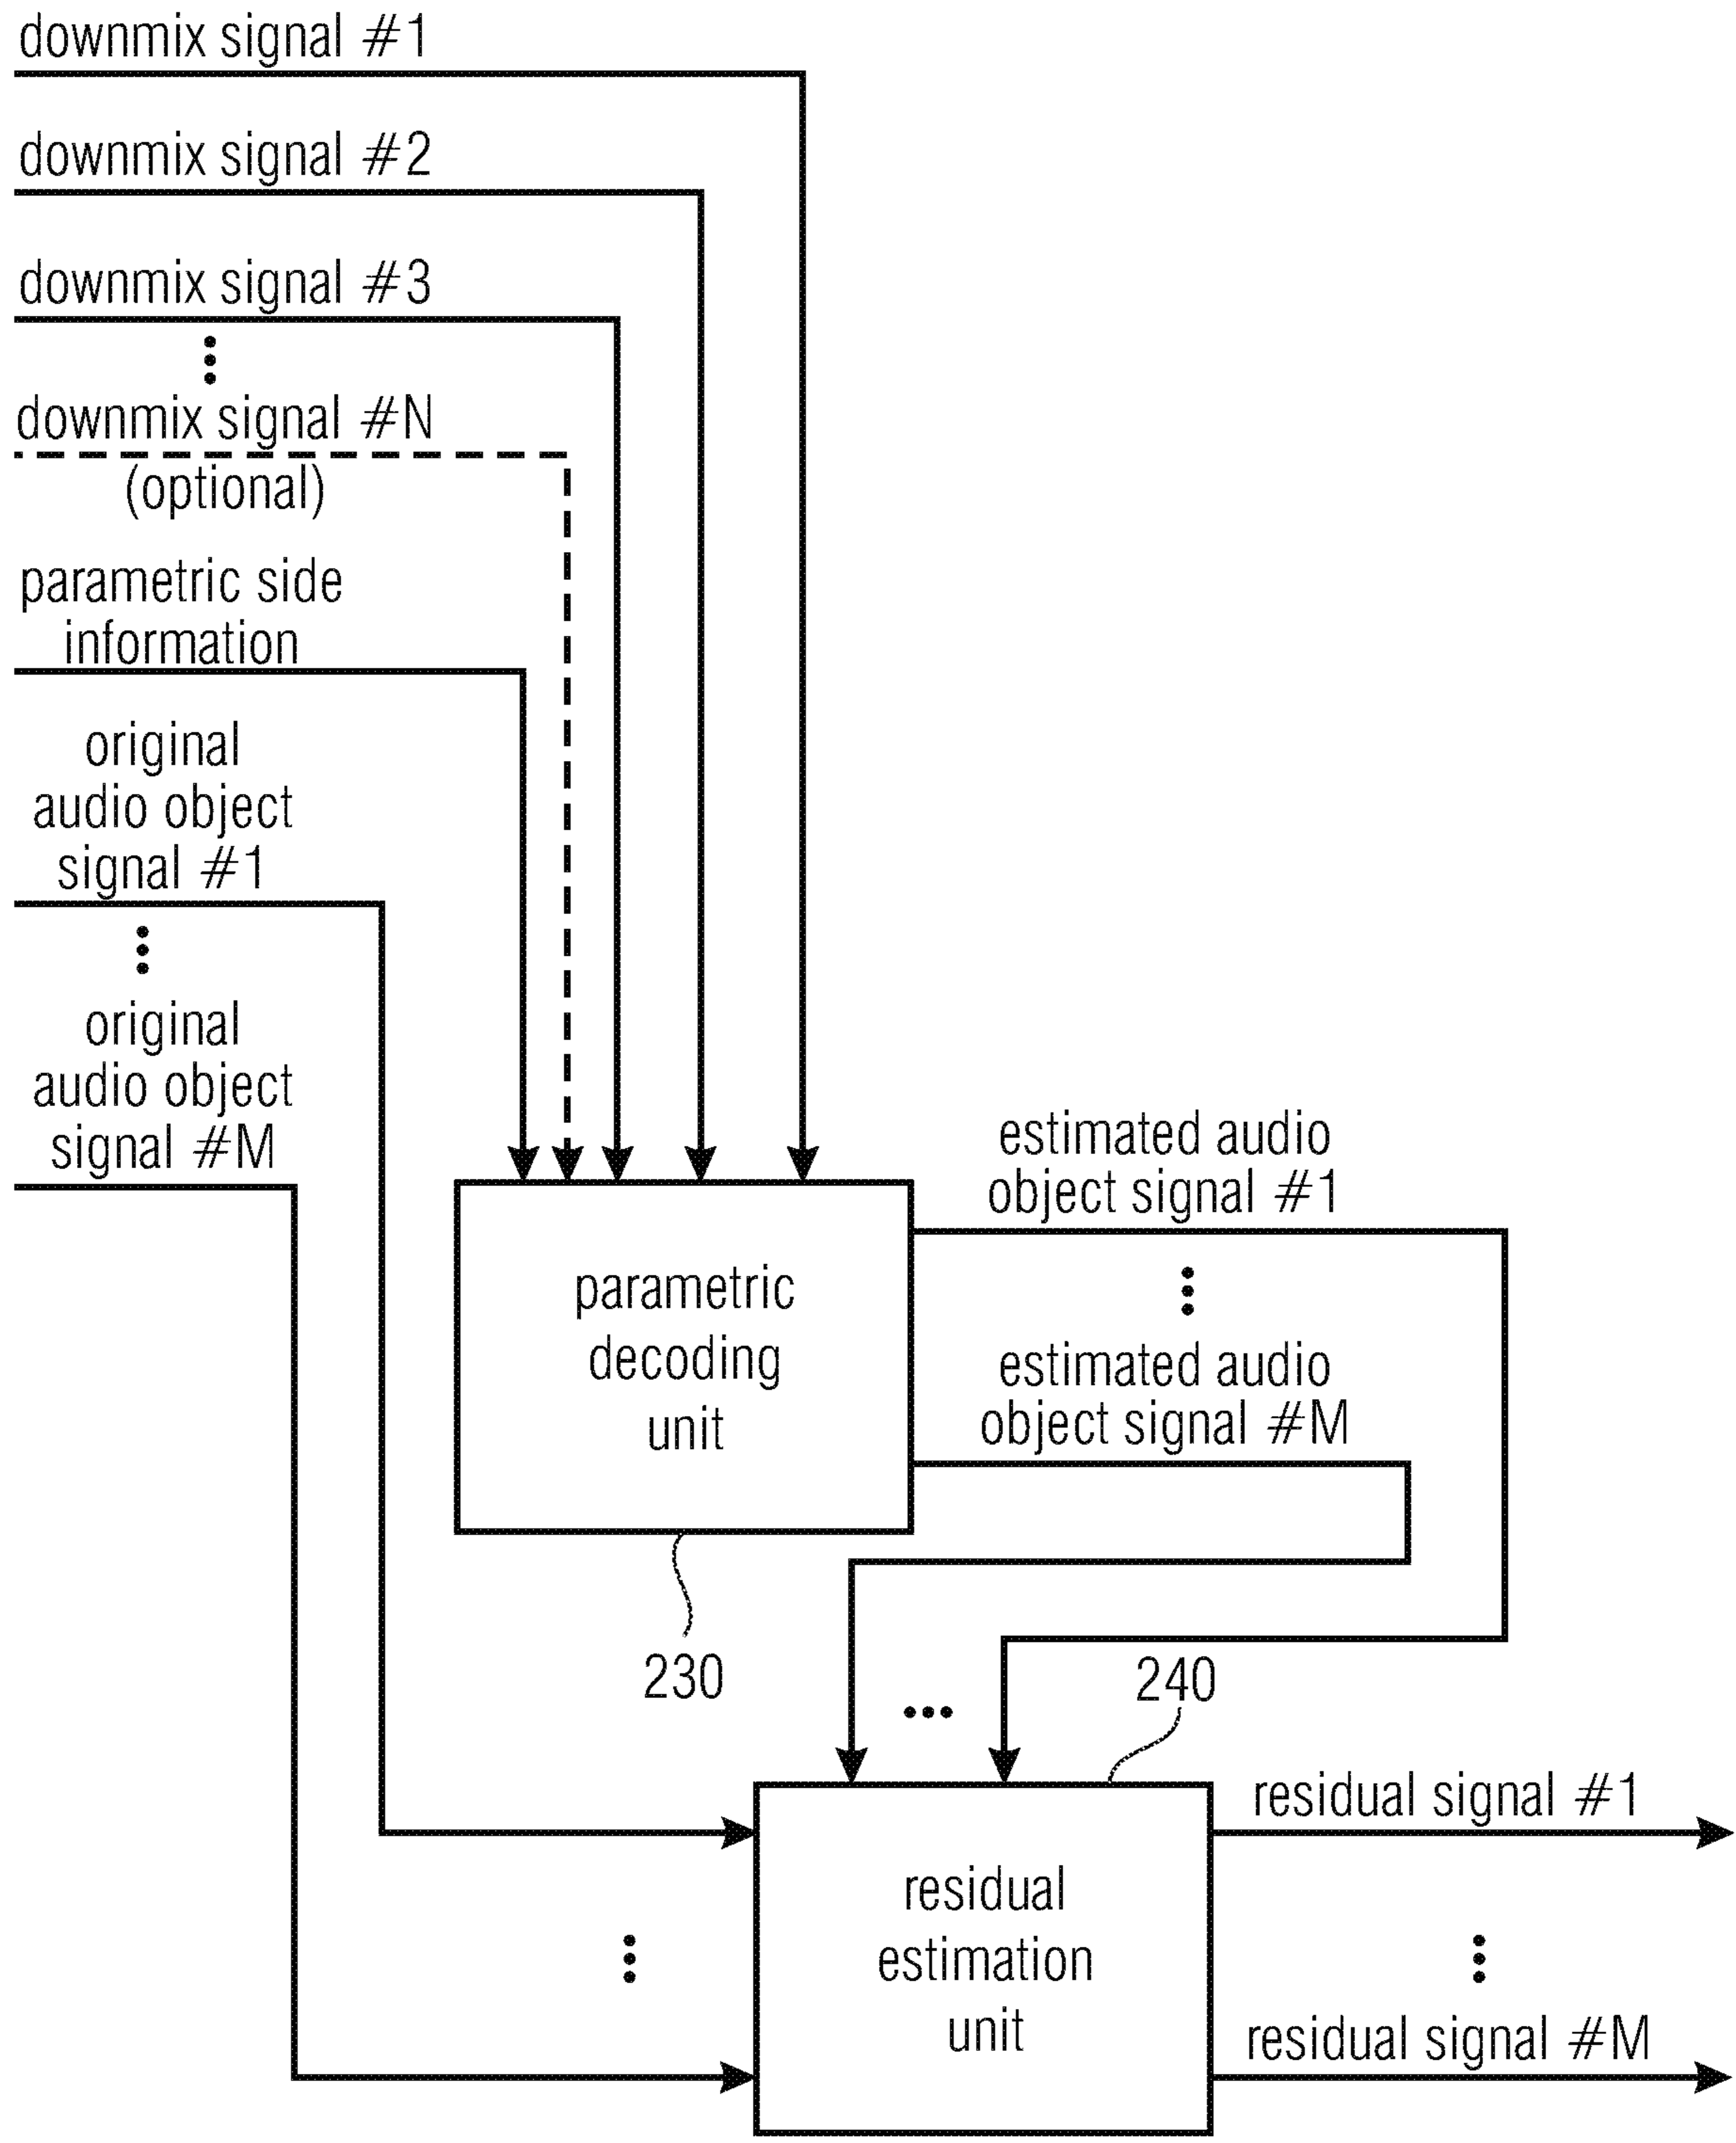 downmix signal #1
downmix signal #2
downmix signal #3
downmix signal #N
(optional)
parametric side
information
original
audio object
signal #1
original
audio object
signal #M
estimated audio
object signal #1
parametric
decoding
unit
estimated audio
object signal #M
230
240
residual signal #1
residual
estimation
unit
residual signal #M